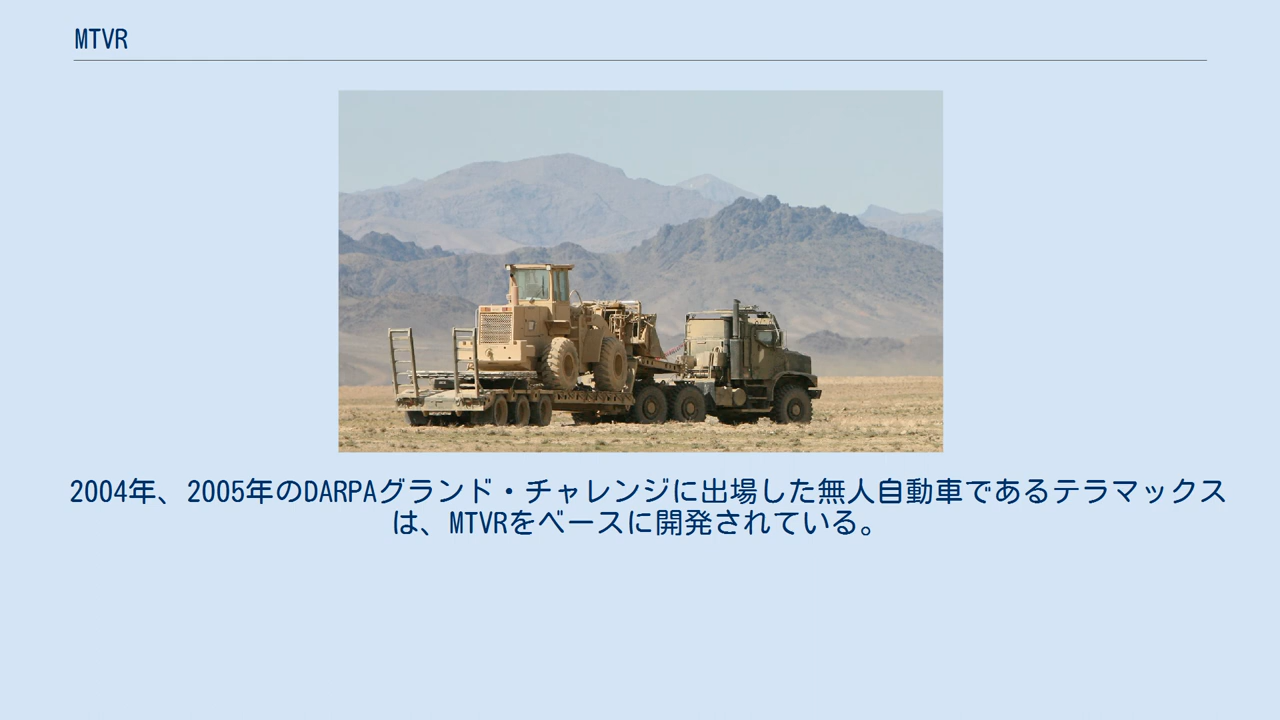 MTVR
2004年、2005年のDARPAグランド・チャレンジに出場した無人自動車であるテラマックス
は、MTVRをベースに開発されている。